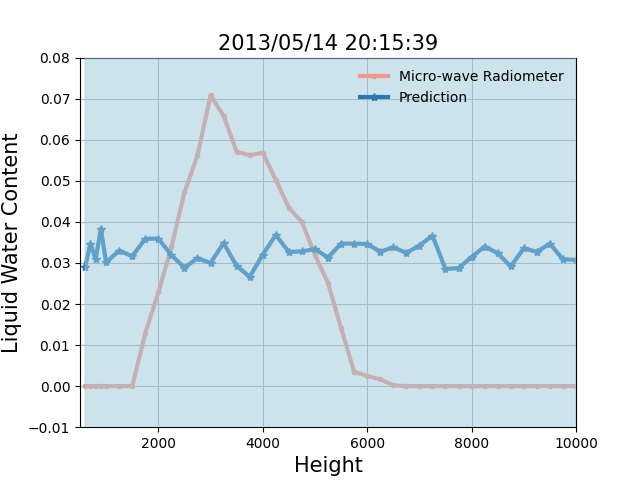 2013/05/14 20:15:39
Micro-wave Radiometer
Prediction
Liquid Water Content
0.08
0.07
0.06
0.05
0.04
0.03
0.02
0.01
0.00
−0.01
2000 4000 6000 8000 10000
Height